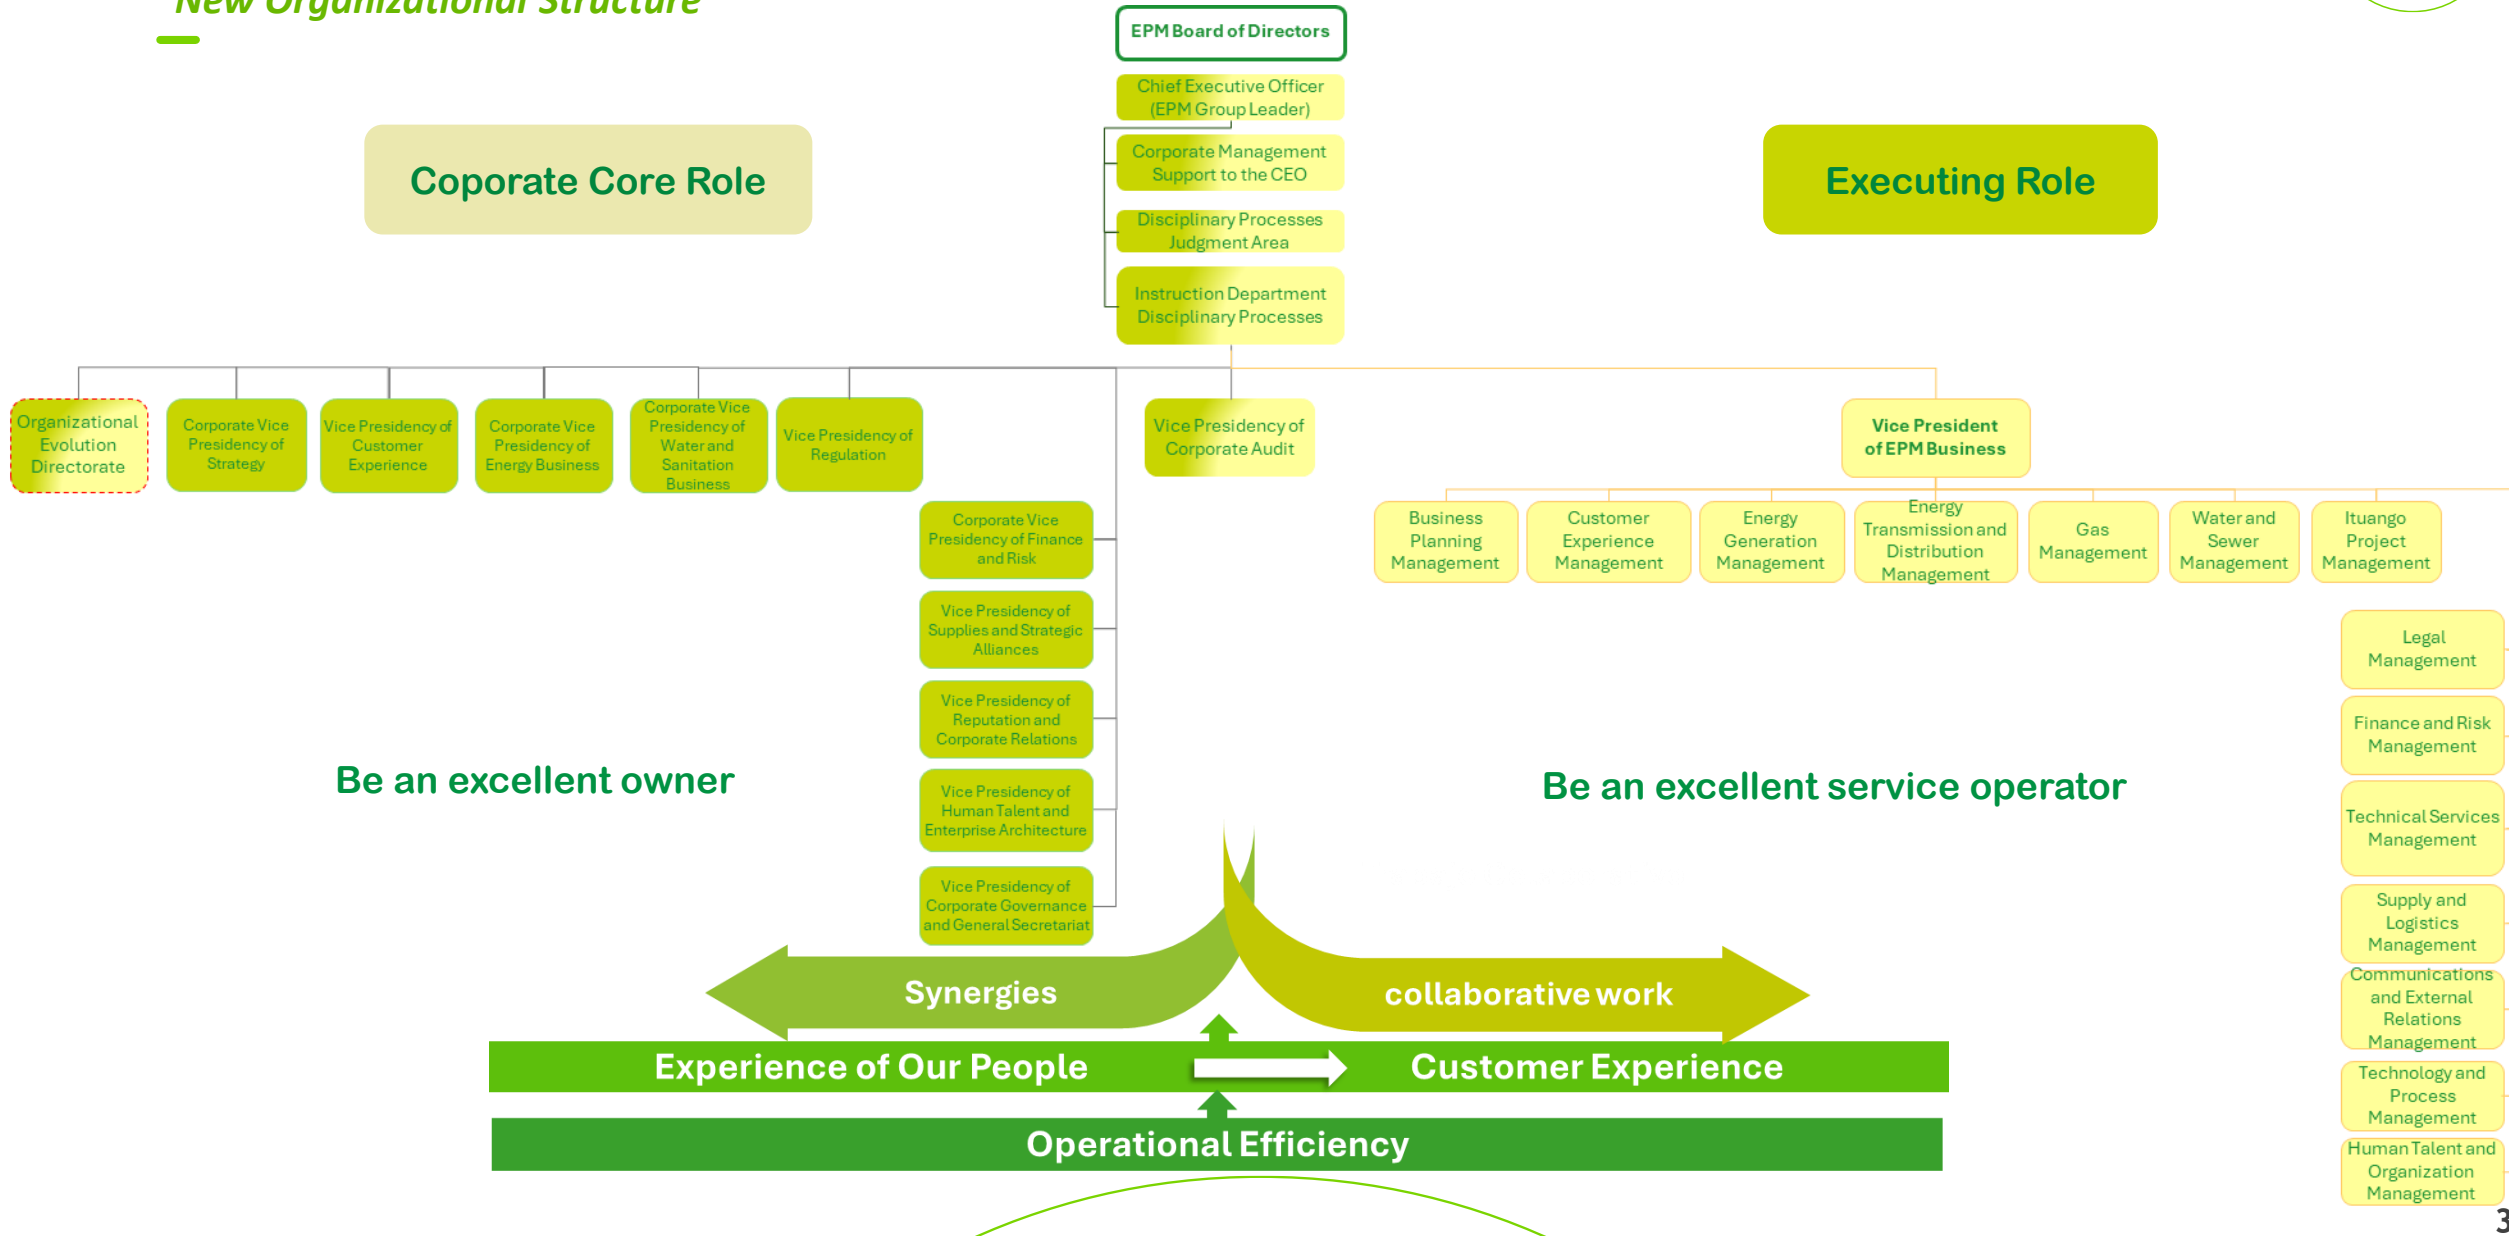 New Organizational Structure
EPM Board of Directors
Chief Executive Officer
(EPM Group Leader)
Corporate Management
Support to the CEO
Disciplinary Processes
Judgment Area
Instruction Department
Disciplinary Processes
Coporate Core Role
Executing Role
Organizational
Evolution
Directorate
Corporate Vice
Presidency of
Strategy
Vice Presidency of
Customer
Experience
Corporate Vice
Presidency of
Energy Business
Corporate Vice
Presidency of
Water and
Sanitation
Business
Vice Presidency of
Regulation
Vice Presidency of
Corporate Audit
Vice President
of EPM Business
Corporate Vice
Presidency of Finance
and Risk
Vice Presidency of
Supplies and Strategic
Alliances
Vice Presidency of
Reputation and
Corporate Relations
Vice Presidency of
Human Talent and
Enterprise Architecture
Vice Presidency of
Corporate Governance
and General Secretariat
Business
Planning
Management
Customer
Experience
Management
Energy
Generation
Management
Energy
Transmission and
Distribution
Management
Gas
Management
Water and
Sewer
Management
Ituango
Project
Management
Legal
Management
Finance and Risk
Management
Technical Services
Management
Supply and
Logistics
Management
Communications
and External
Relations
Management
Technology and
Process
Management
Human Talent and
Organization
Management
Be an excellent owner
Be an excellent service operator
Synergies
collaborative work
Experience of Our People
Customer Experience
Operational Efficiency
3